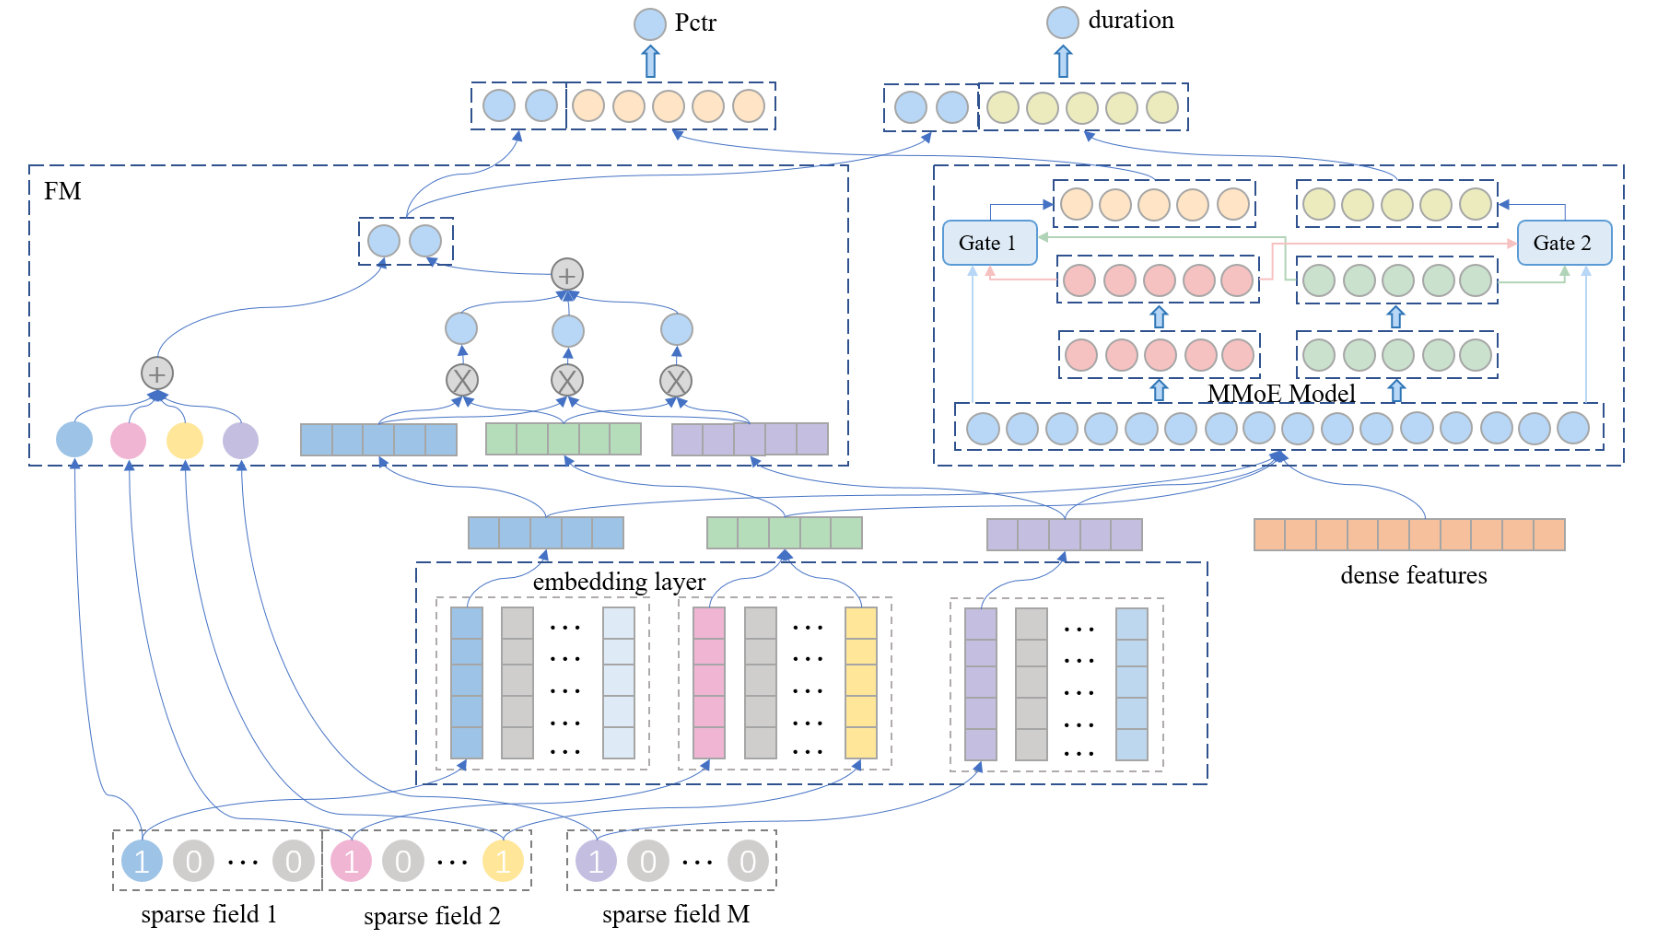 Pctr
duration
FM
Gate 1
Gate 2
MMoE Model
embedding layer
dense features
1 0 ... 0
1 0 ... 1
1 0 ... 0
sparse field 1
sparse field 2
sparse field M